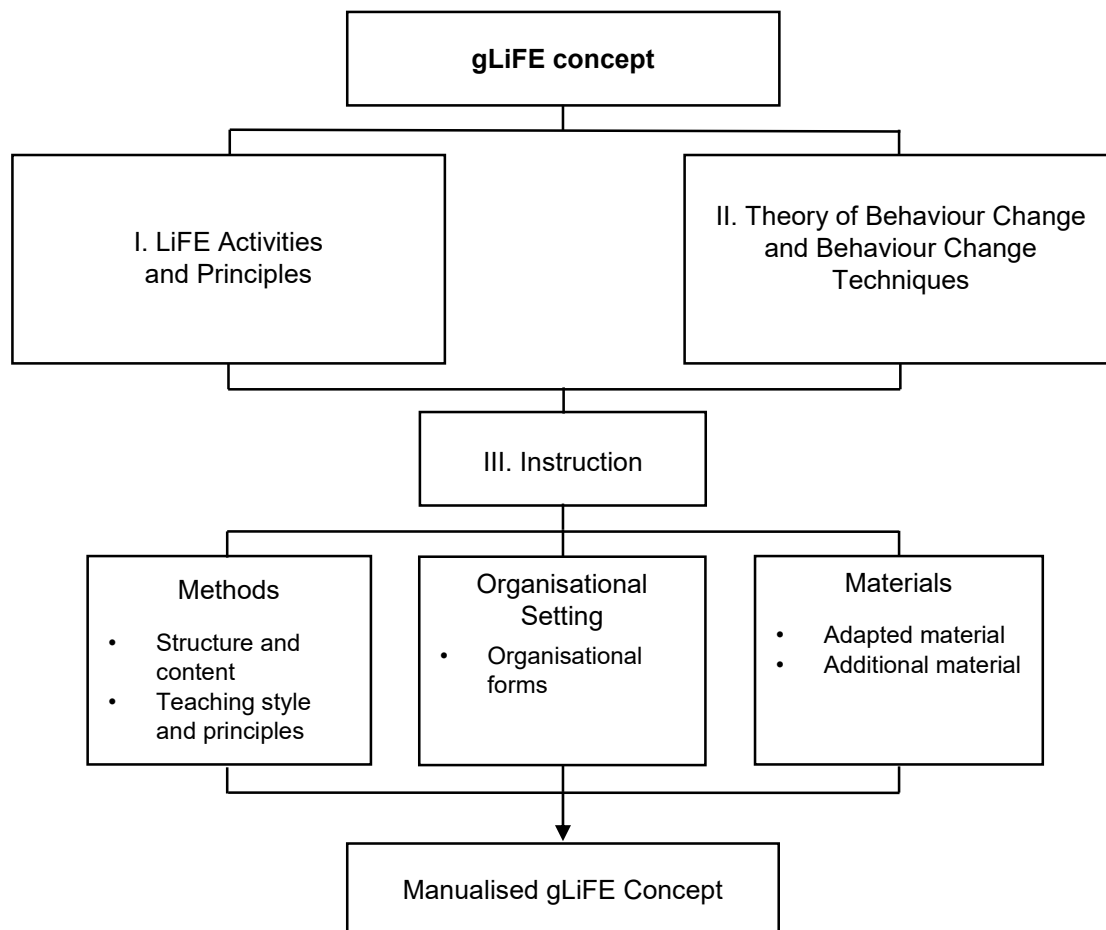 gLiFE concept
I. LiFE Activities
and Principles
II. Theory of Behaviour Change
and Behaviour Change
Techniques
III. Instruction
Methods
• Structure and
content
• Teaching style
and principles
Organisational
Setting
• Organisational
forms
Materials
• Adapted material
• Additional material
Manualised gLiFE Concept